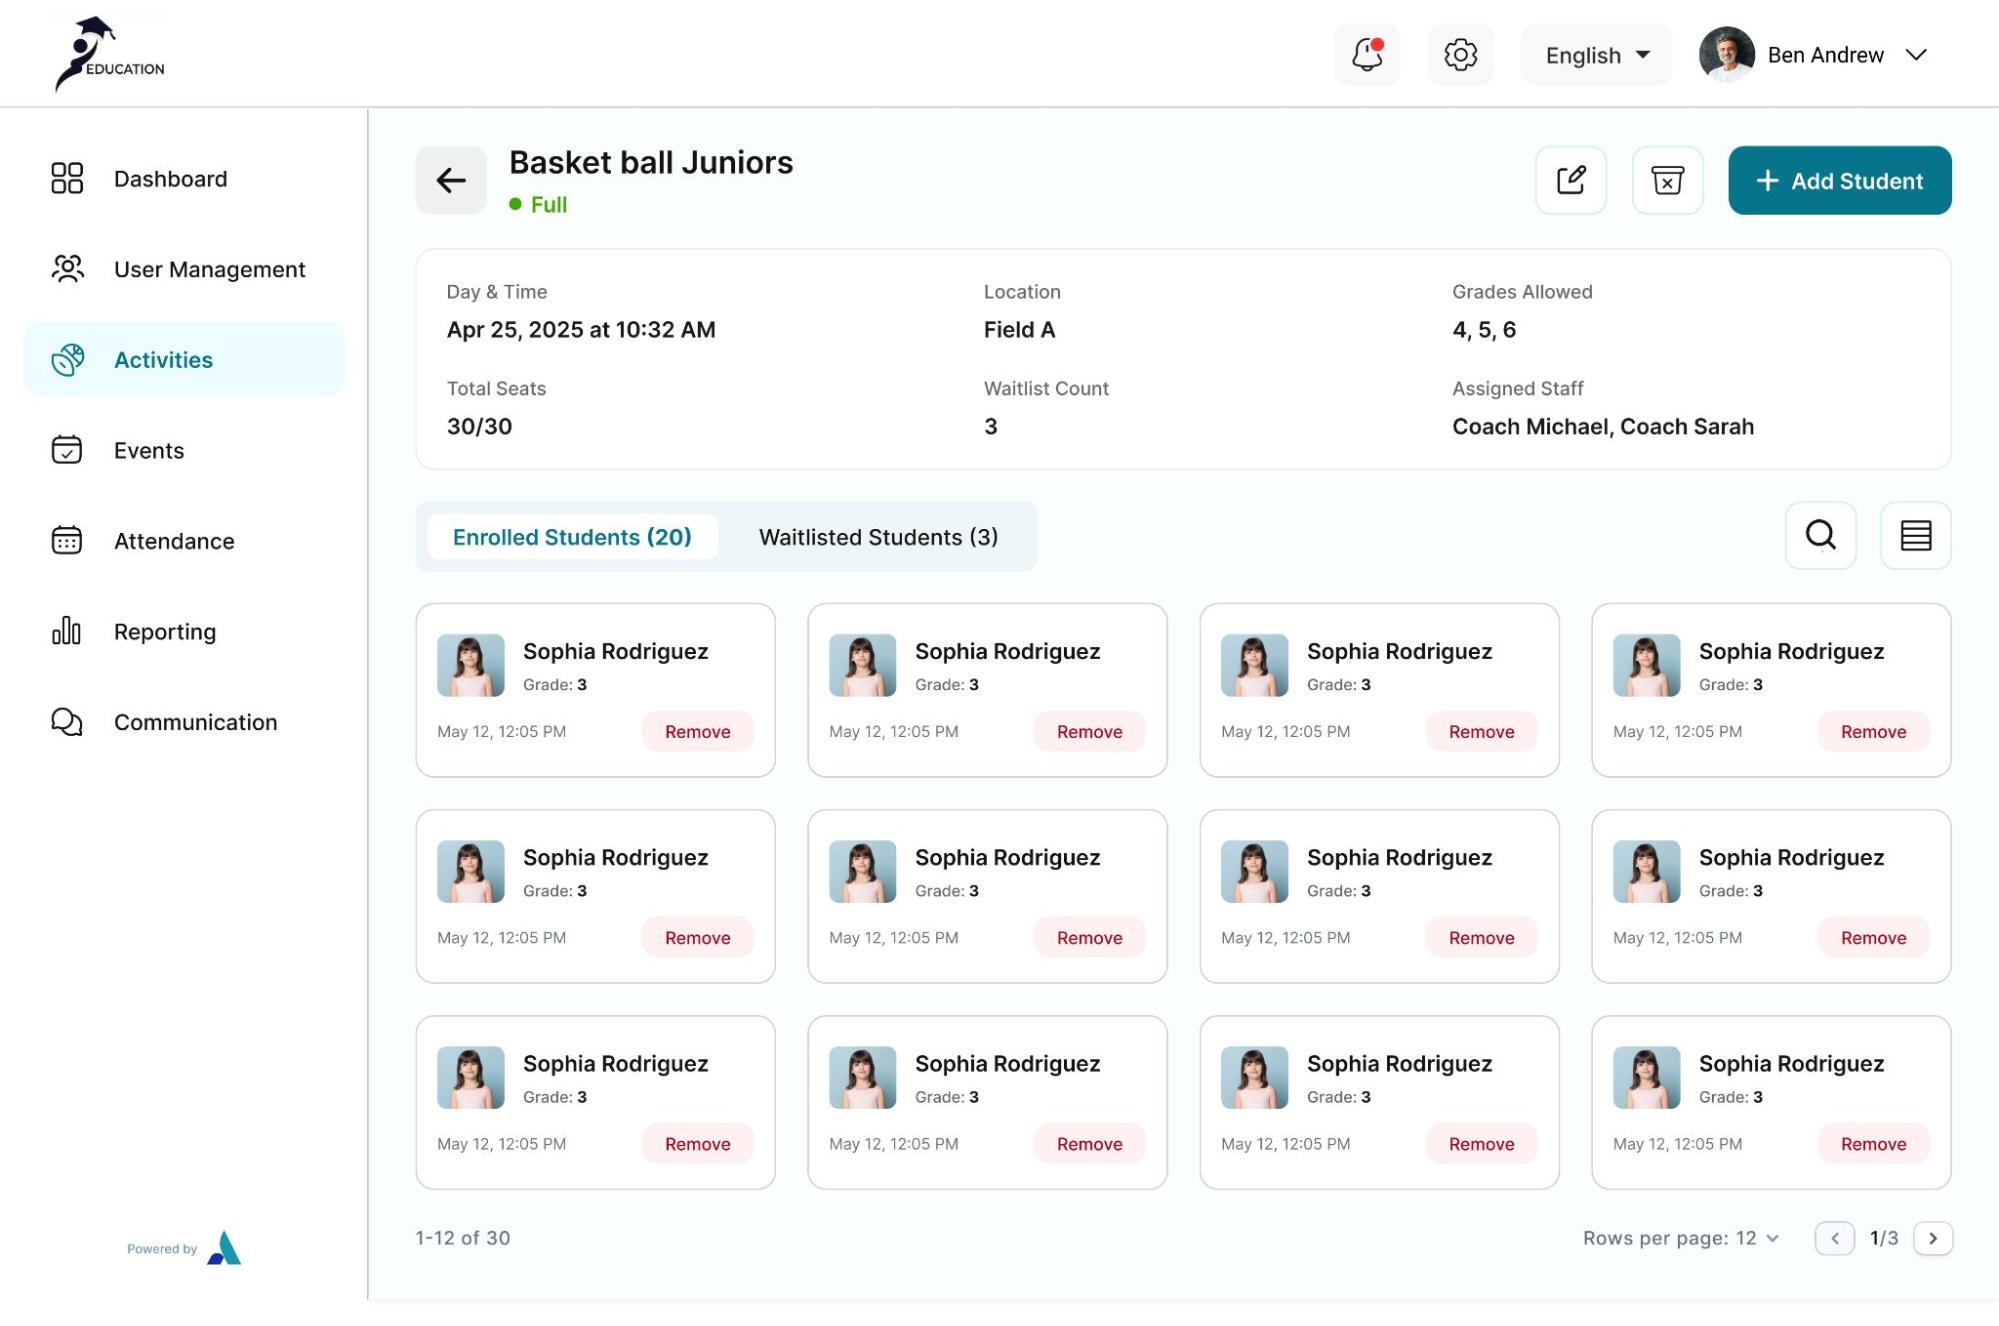 EDUCATION
English
Ben Andrew
Dashboard
User Management
Activities
Events
Attendance
Reporting
Communication
Powered by
Basket ball Juniors
Full
+ Add Student
Day & Time
Apr 25, 2025 at 10:32 AM
Location
Field A
Grades Allowed
4, 5, 6
Total Seats
30/30
Waitlist Count
3
Assigned Staff
Coach Michael, Coach Sarah
Enrolled Students (20)
Waitlisted Students (3)
Sophia Rodriguez
Grade: 3
May 12, 12:05 PM
Remove
Sophia Rodriguez
Grade: 3
May 12, 12:05 PM
Remove
Sophia Rodriguez
Grade: 3
May 12, 12:05 PM
Remove
Sophia Rodriguez
Grade: 3
May 12, 12:05 PM
Remove
Sophia Rodriguez
Grade: 3
May 12, 12:05 PM
Remove
Sophia Rodriguez
Grade: 3
May 12, 12:05 PM
Remove
Sophia Rodriguez
Grade: 3
May 12, 12:05 PM
Remove
Sophia Rodriguez
Grade: 3
May 12, 12:05 PM
Remove
Sophia Rodriguez
Grade: 3
May 12, 12:05 PM
Remove
Sophia Rodriguez
Grade: 3
May 12, 12:05 PM
Remove
Sophia Rodriguez
Grade: 3
May 12, 12:05 PM
Remove
Sophia Rodriguez
Grade: 3
May 12, 12:05 PM
Remove
1-12 of 30
Rows per page: 12
1/3